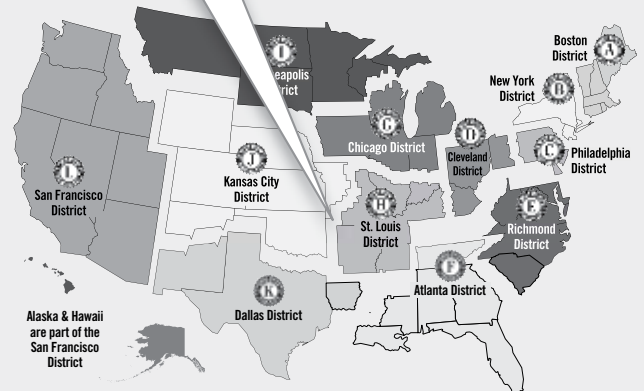 Boston
District
A
New York
District
B
I
eapolis
trict
G
Chicago District
D
Cleveland
District
C
Philadelphia
District
J
Kansas City
District
L
San Francisco
District
H
St. Louis
District
E
Richmond
District
F
Atlanta District
K
Dallas District
Alaska & Hawaii
are part of the
San Francisco
District